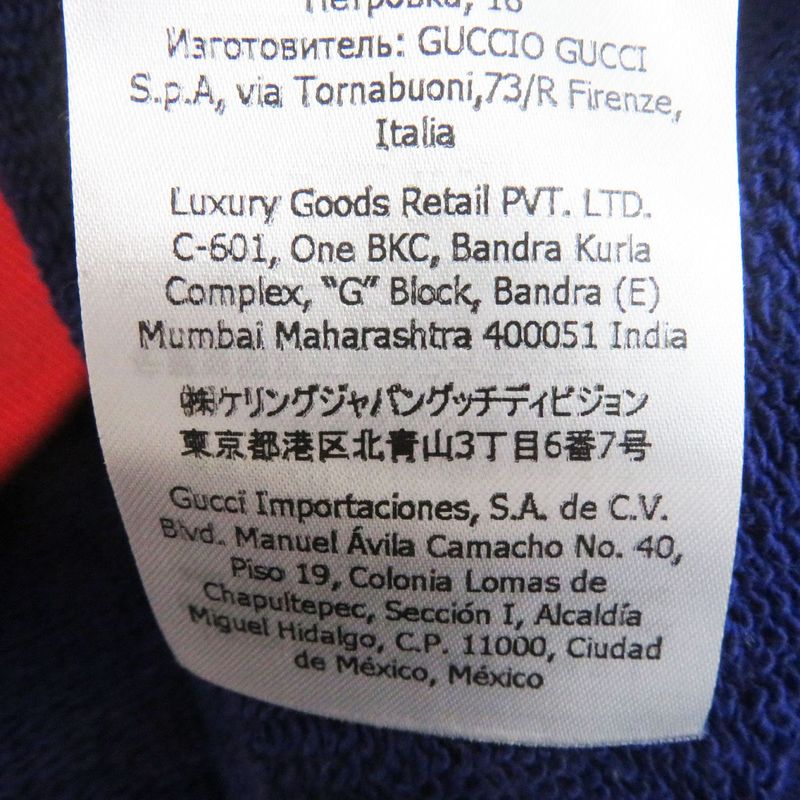 Петровка, 16
Изготовитель: GUCCIO GUCCI
S.p.A, via Tornabuoni,73/R Firenze,
Italia
Luxury Goods Retail PVT. LTD.
C-601, One BKC, Bandra Kurla
Complex, “G” Block, Bandra (E)
Mumbai Maharashtra 400051 India
㈱ケリングジャパングッチディビジョン
東京都港区北青山3丁目6番7号
Gucci Importaciones, S.A. de C.V.
Blvd. Manuel Ávila Camacho No. 40,
Piso 19, Colonia Lomas de
Chapultepec, Sección I, Alcaldía
Miguel Hidalgo, C.P. 11000, Ciudad
de México, México